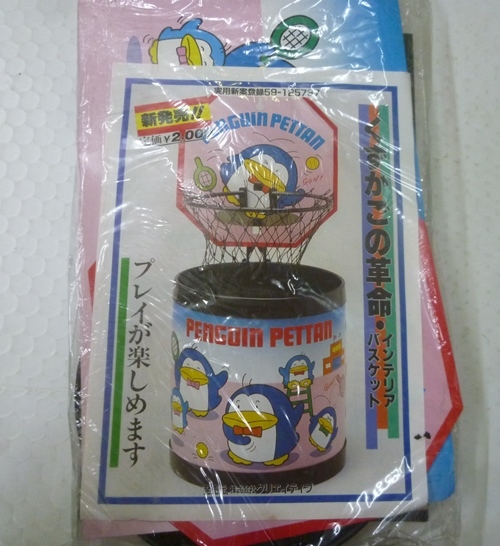 実用新案登録59-125797
新発売!!
定価¥2.00
PENGUIN PETTAN
くずかごの革命・
インテリア
バスケット
プレイが楽しめます
PENGUIN PETTAN